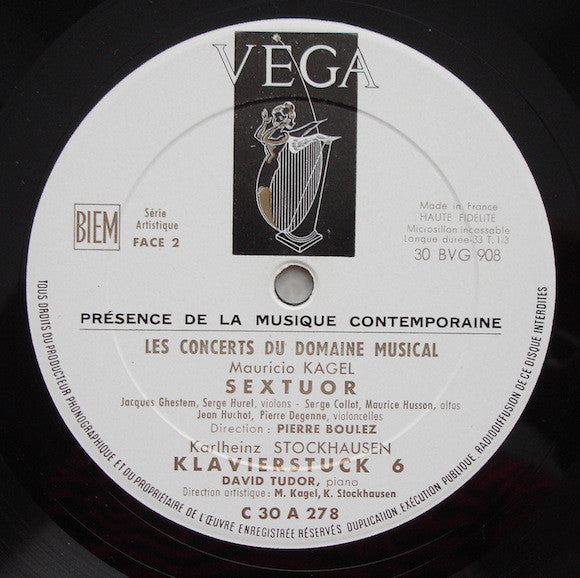 VEGA
BIEM
Série
Artistique
FACE 2
Made in France
HAUTE FIDELITE
Microsillon incassable
Longue durée-33 T. 1/3
30 BVG 908
PRÉSENCE DE LA MUSIQUE CONTEMPORAINE
LES CONCERTS DU DOMAINE MUSICAL
Mauricio KAGEL
SEXTUOR
Jacques Ghestem, Serge Hurel, violons - Serge Collot, Maurice Husson, altos
Jean Huchot, Pierre Degenne, violoncelles
Direction : PIERRE BOULEZ
Karlheinz STOCKHAUSEN
KLAVIERSTUCK 6
DAVID TUDOR, piano
Direction artistique : M. Kagel, K. Stockhausen
C 30 A 278
TOUS DROITS DU PRODUCTEUR PHONOGRAPHIQUE ET DU PROPRIÉTAIRE DE L'ŒUVRE ENREGISTRÉE RÉSERVÉS. DUPLICATION, EXÉCUTION PUBLIQUE, RADIODIFFUSION DE CE DISQUE INTERDITES